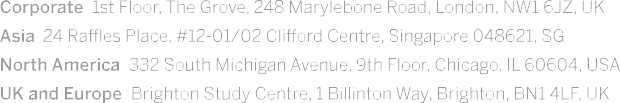 Corporate 1st Floor, The Grove, 248 Marylebone Road, London, NW1 6JZ, UK
Asia 24 Raffles Place, #12-01/02 Clifford Centre, Singapore 048621, SG
North America 332 South Michigan Avenue, 9th Floor, Chicago, IL 60604, USA
UK and Europe Brighton Study Centre, 1 Billinton Way, Brighton, BN1 4LF, UK